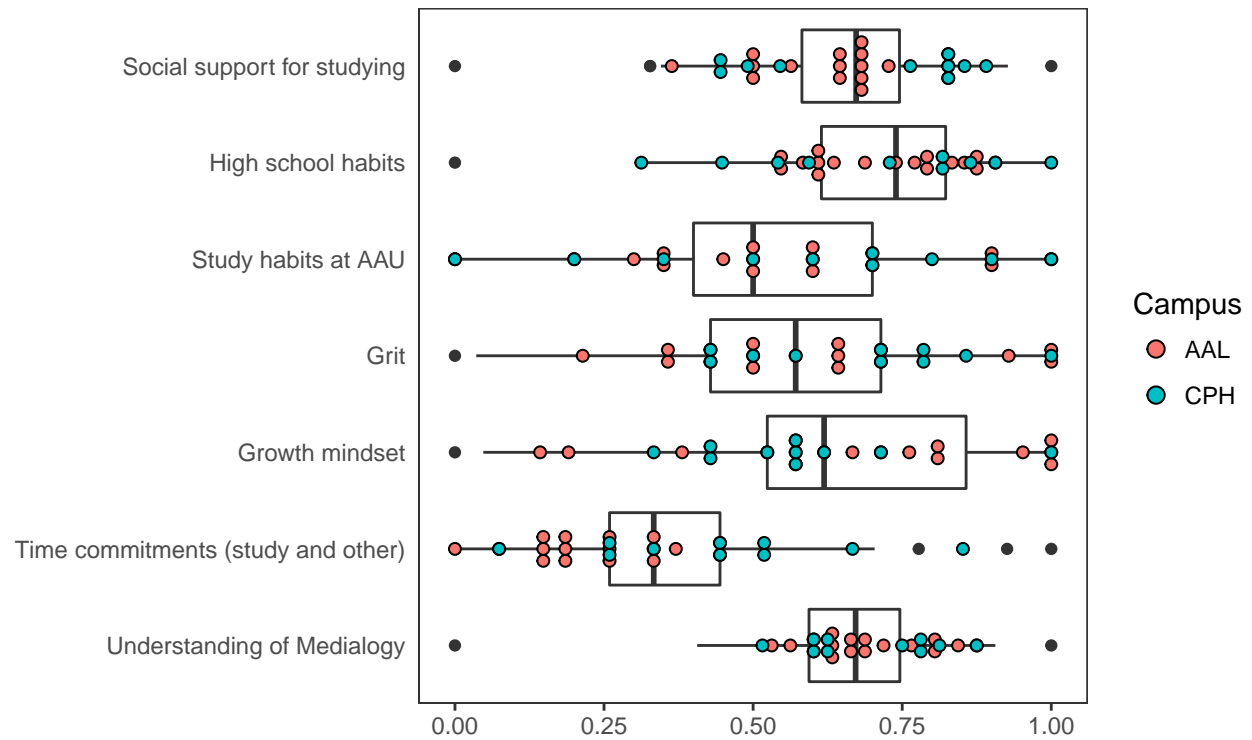 Social support for studying
High school habits
Study habits at AAU
Grit
Growth mindset
Time commitments (study and other)
Understanding of Medialogy
0.00 0.25 0.50 0.75 1.00
Campus
AAL
CPH